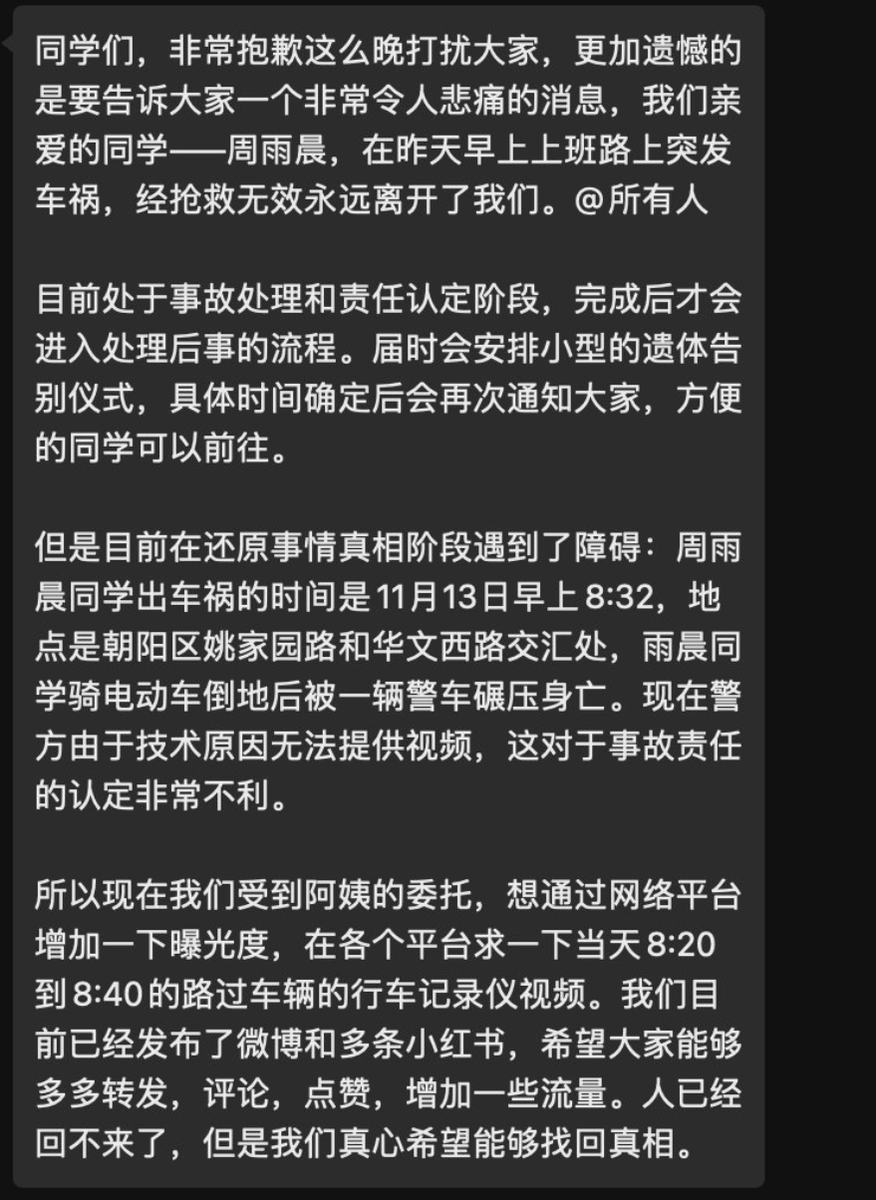 同学们，非常抱歉这么晚打扰大家，更加遗憾的
是要告诉大家一个非常令人悲痛的消息，我们亲
爱的同学——周雨晨，在昨天早上上班路上突发
车祸，经抢救无效永远离开了我们。@所有人
目前处于事故处理和责任认定阶段，完成后才会
进入处理后事的流程。届时会安排小型的遗体告
别仪式，具体时间确定后会再次通知大家，方便
的同学可以前往。
但是目前在还原事情真相阶段遇到了障碍：周雨
晨同学出车祸的时间是11月13日早上8:32，地
点是朝阳区姚家园路和华文西路交汇处，雨晨同
学骑电动车倒地后被一辆警车碾压身亡。现在警
方由于技术原因无法提供视频，这对于事故责任
的认定非常不利。
所以现在我们受到阿姨的委托，想通过网络平台
增加一下曝光度，在各个平台求一下当天8:20
到8:40的路过车辆的行车记录仪视频。我们目
前已经发布了微博和多条小红书，希望大家能够
多多转发，评论，点赞，增加一些流量。人已经
回不来了，但是我们真心希望能够找回真相。